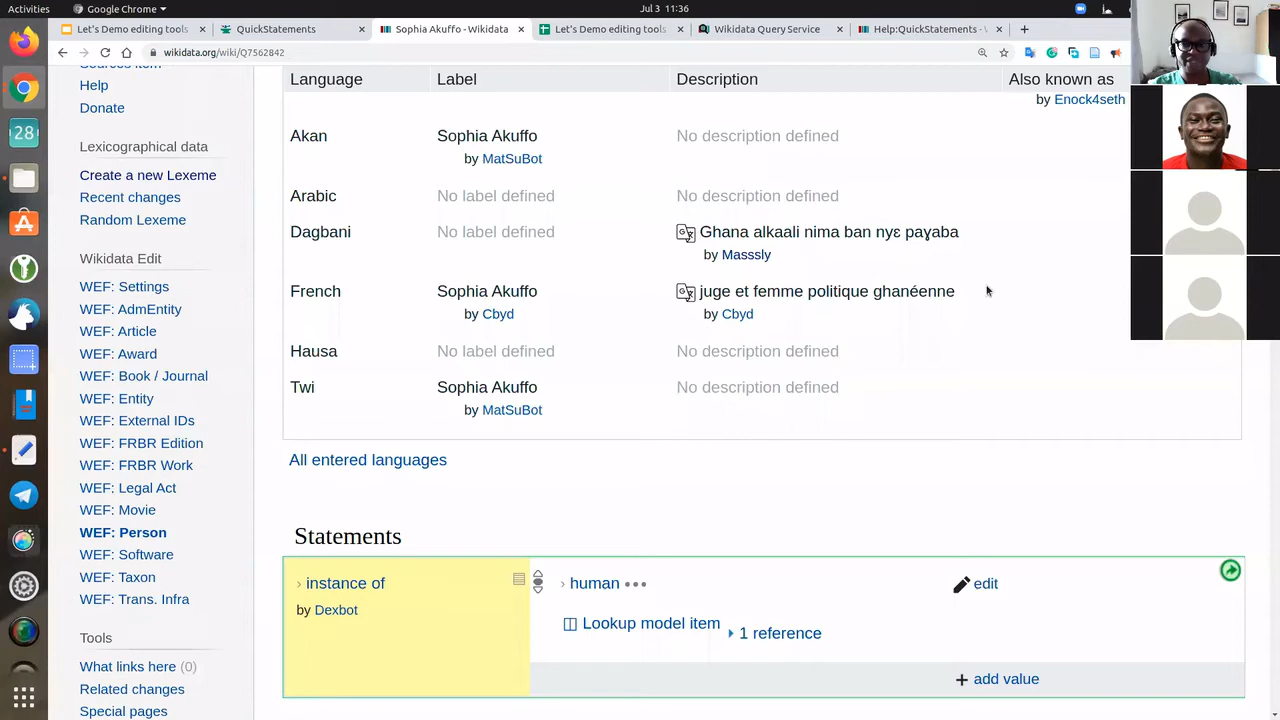 Activities
Google Chrome
Jul 3 11:36
Let's Demo editing tools
QuickStatements
Sophia Akuffo - Wikidata
Let's Demo editing tools
Wikidata Query Service
Help:QuickStatements -
wikidata.org/wiki/Q7562842
28
Sources item
Help
Donate
Lexicographical data
Create a new Lexeme
Recent changes
Random Lexeme
Wikidata Edit
WEF: Settings
WEF: AdmEntity
WEF: Article
WEF: Award
WEF: Book / Journal
WEF: Entity
WEF: External IDs
WEF: FRBR Edition
WEF: FRBR Work
WEF: Legal Act
WEF: Movie
WEF: Person
WEF: Software
WEF: Taxon
WEF: Trans. Infra
Tools
What links here (0)
Related changes
Special pages
Language Label Description Also known as
by Enock4seth
Akan Sophia Akuffo No description defined
by MatSuBot
Arabic No label defined No description defined
Dagbani No label defined Ghana alkaali nima ban nyɛ paɣaba
by Masssly
French Sophia Akuffo juge et femme politique ghanéenne
by Cbyd by Cbyd
Hausa No label defined No description defined
Twi Sophia Akuffo No description defined
by MatSuBot
All entered languages
Statements
instance of human edit
by Dexbot
Lookup model item
1 reference
+ add value